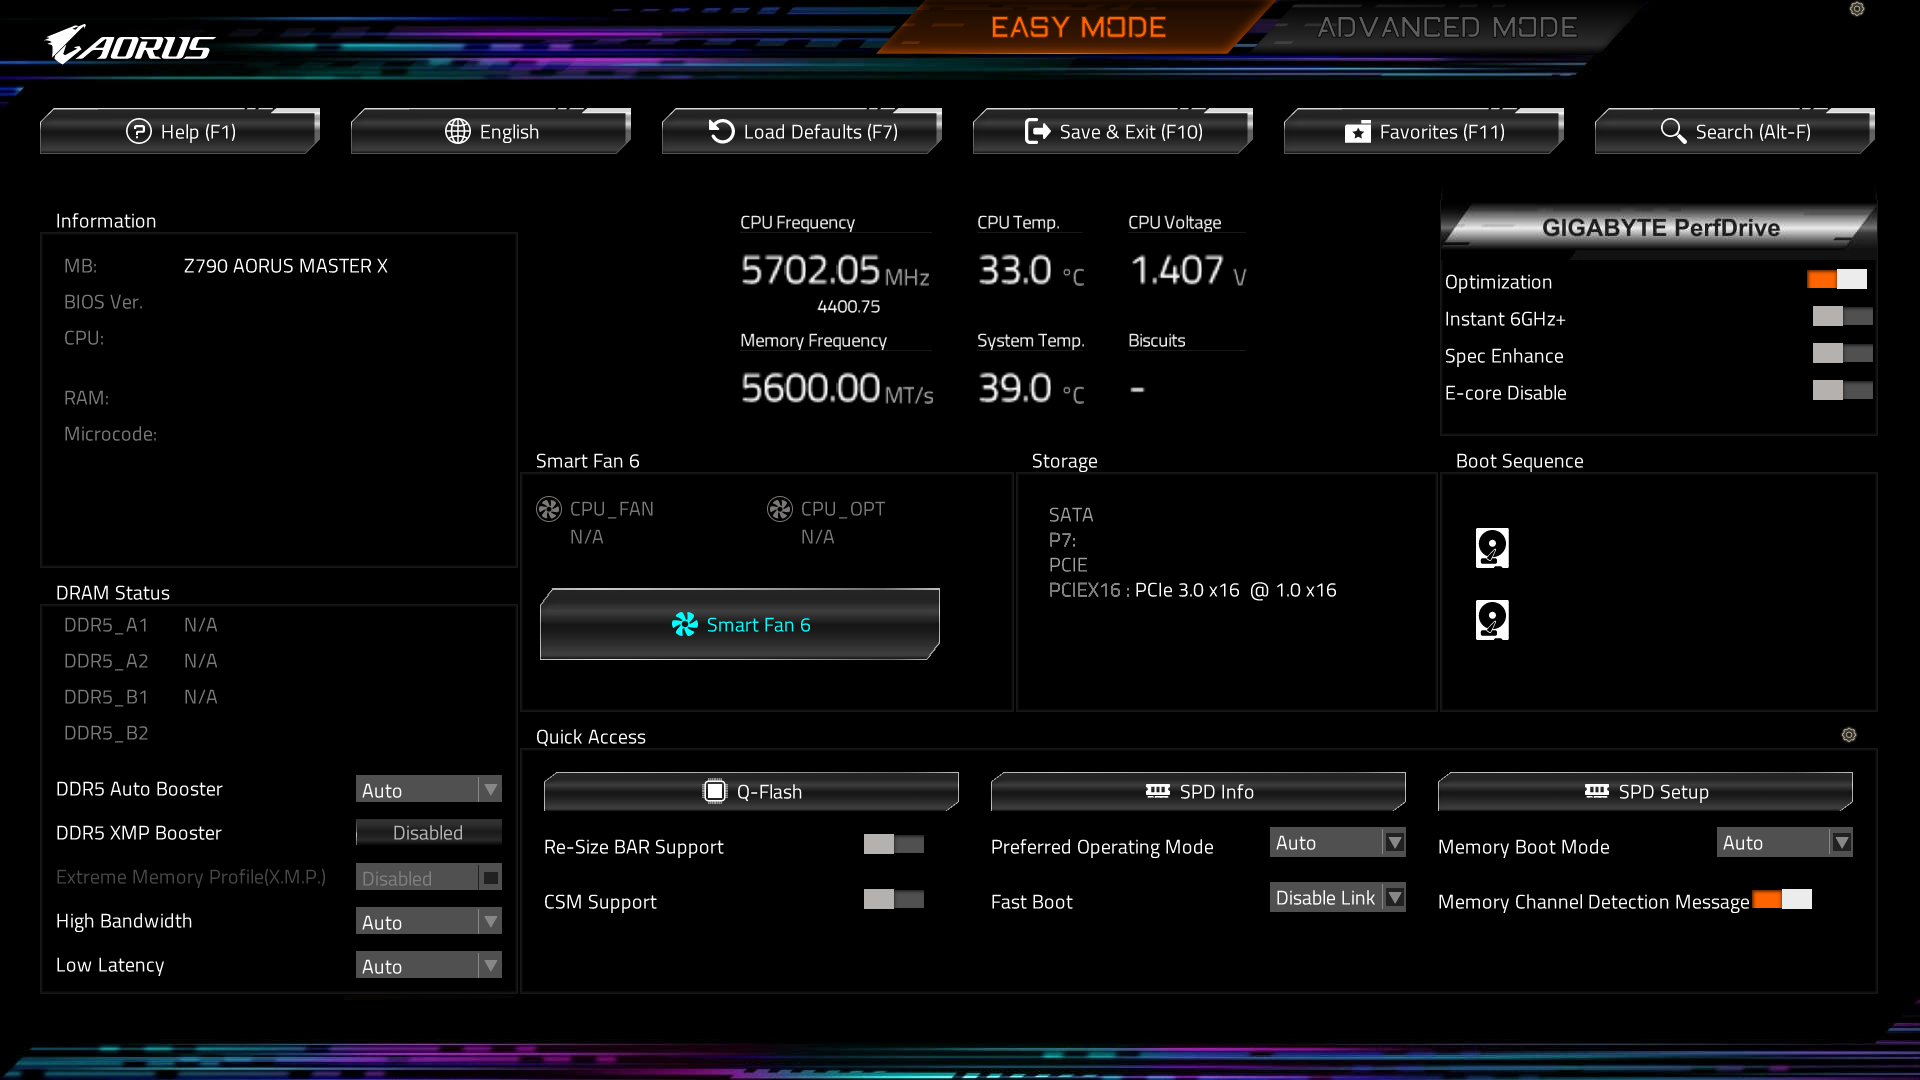 AORUS
EASY MODE
ADVANCED MODE
Help (F1)
English
Load Defaults (F7)
Save & Exit (F10)
Favorites (F11)
Search (Alt-F)
Information
MB: Z790 AORUS MASTER X
BIOS Ver.
CPU:
RAM:
Microcode:
CPU Frequency
5702.05 MHz
4400.75
CPU Temp.
33.0 °C
CPU Voltage
1.407 V
Memory Frequency
5600.00 MT/s
System Temp.
39.0 °C
Biscuits
-
GIGABYTE PerfDrive
Optimization
Instant 6GHz+
Spec Enhance
E-core Disable
Smart Fan 6
CPU_FAN
N/A
CPU_OPT
N/A
Smart Fan 6
Storage
SATA
P7:
PCIE
PCIEX16 : PCIe 3.0 x16 @ 1.0 x16
Boot Sequence
DRAM Status
DDR5_A1 N/A
DDR5_A2 N/A
DDR5_B1 N/A
DDR5_B2
DDR5 Auto Booster Auto
DDR5 XMP Booster Disabled
Extreme Memory Profile(X.M.P.) Disabled
High Bandwidth Auto
Low Latency Auto
Quick Access
Q-Flash
SPD Info
SPD Setup
Re-Size BAR Support
Preferred Operating Mode Auto
Memory Boot Mode Auto
CSM Support
Fast Boot Disable Link
Memory Channel Detection Message